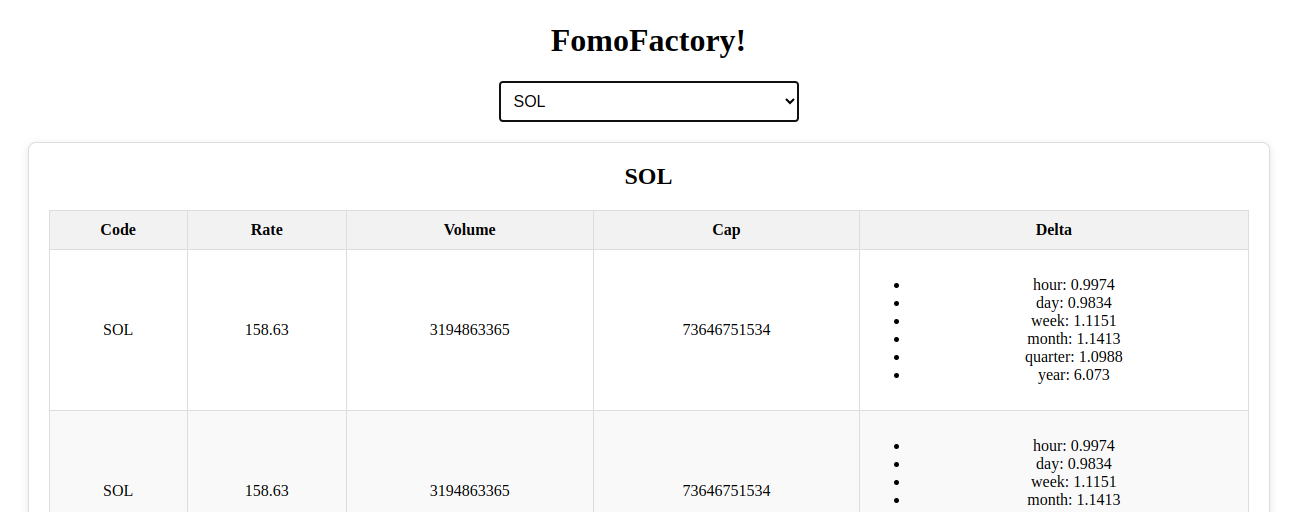 FomoFactory!
SOL
SOL
Code Rate Volume Cap Delta
SOL 158.63 3194863365 73646751534
hour: 0.9974
day: 0.9834
week: 1.1151
month: 1.1413
quarter: 1.0988
year: 6.073
SOL 158.63 3194863365 73646751534
hour: 0.9974
day: 0.9834
week: 1.1151
month: 1.1413